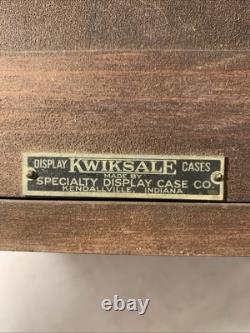 DISPLAY KWIKSALE CASES
MADE BY
SPECIALTY DISPLAY CASE CO.
KENDALLVILLE, INDIANA